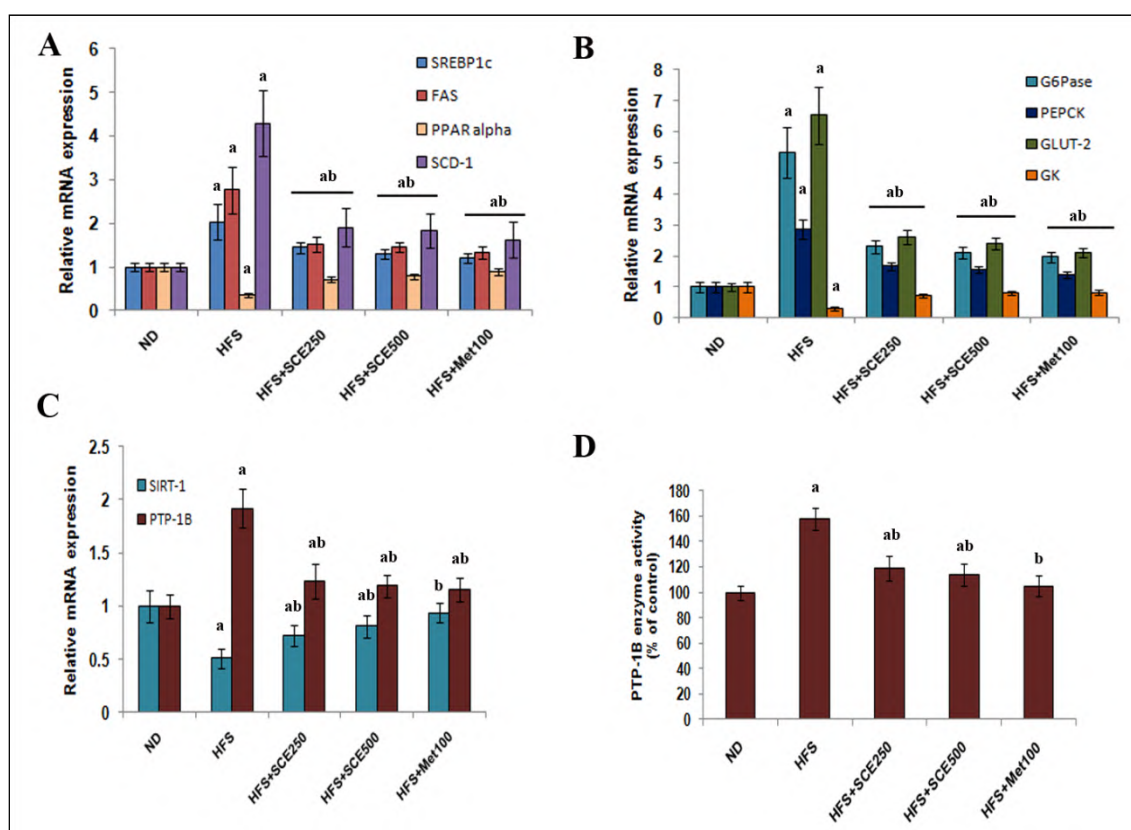 A
6
5
4
3
2
1
0
Relative mRNA expression
SREBP1c
FAS
PPAR alpha
SCD-1
a
a
a
a
ab
ab
ab
ND
HFS
HFS+SCE250
HFS+SCE500
HFS+Met100
B
8
7
6
5
4
3
2
1
0
Relative mRNA expression
G6Pase
PEPCK
GLUT-2
GK
a
a
a
a
ab
ab
ab
ND
HFS
HFS+SCE250
HFS+SCE500
HFS+Met100
C
2.5
2
1.5
1
0.5
0
Relative mRNA expression
SIRT-1
PTP-1B
a
a
ab
ab
ab
ab
b
ab
ND
HFS
HFS+SCE250
HFS+SCE500
HFS+Met100
D
180
160
140
120
100
80
60
40
20
0
PTP-1B enzyme activity
(% of control)
a
ab
ab
b
ND
HFS
HFS+SCE250
HFS+SCE500
HFS+Met100